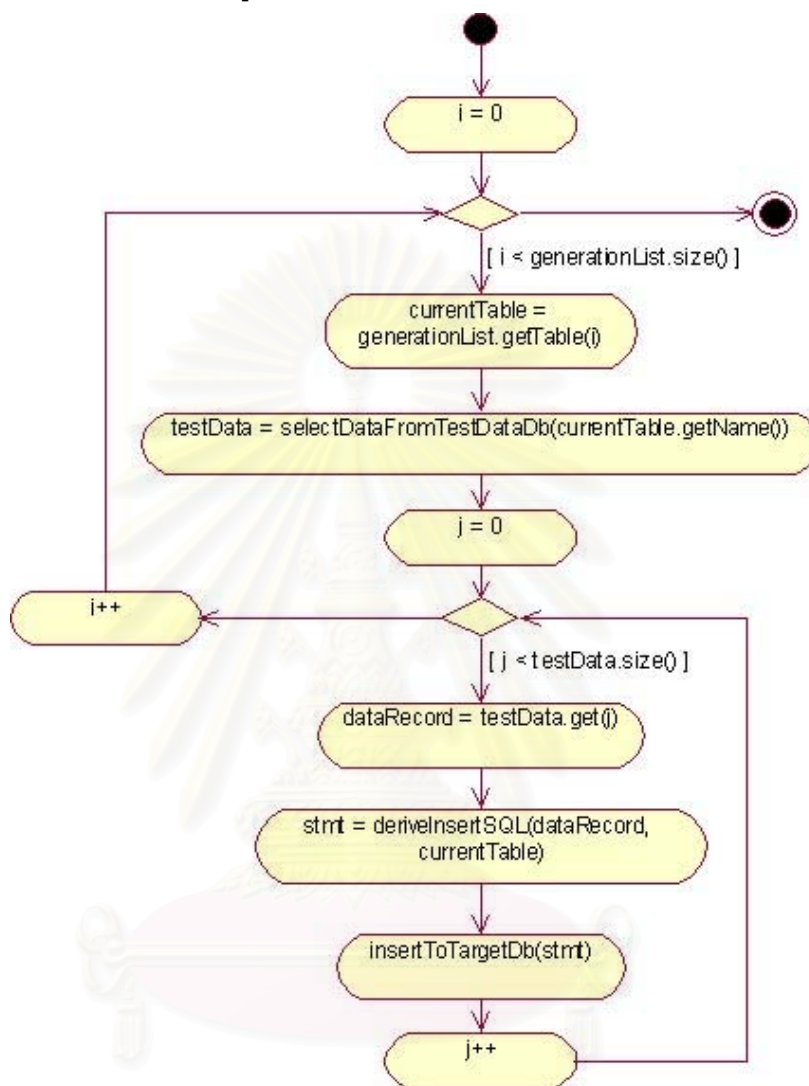 i = 0
[ i < generationList.size() ]
currentTable =
generationList.getTable(i)
testData = selectDataFromTestDataDb(currentTable.getName())
j = 0
i++
[ j < testData.size() ]
dataRecord = testData.get(j)
stmt = deriveInsertSQL(dataRecord,
currentTable)
insertToTargetDb(stmt)
j++